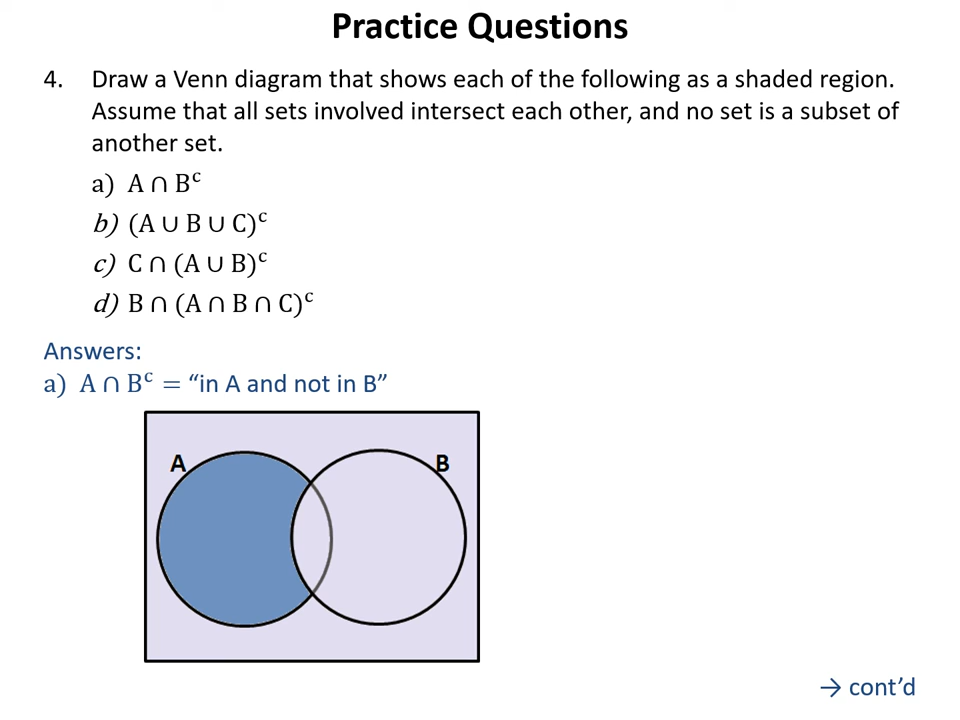 Practice Questions
4. Draw a Venn diagram that shows each of the following as a shaded region.
Assume that all sets involved intersect each other, and no set is a subset of
another set.
a) A ∩ Bᶜ
b) (A ∪ B ∪ C)ᶜ
c) C ∩ (A ∪ B)ᶜ
d) B ∩ (A ∩ B ∩ C)ᶜ
Answers:
a) A ∩ Bᶜ = “in A and not in B”
A B
→ cont’d